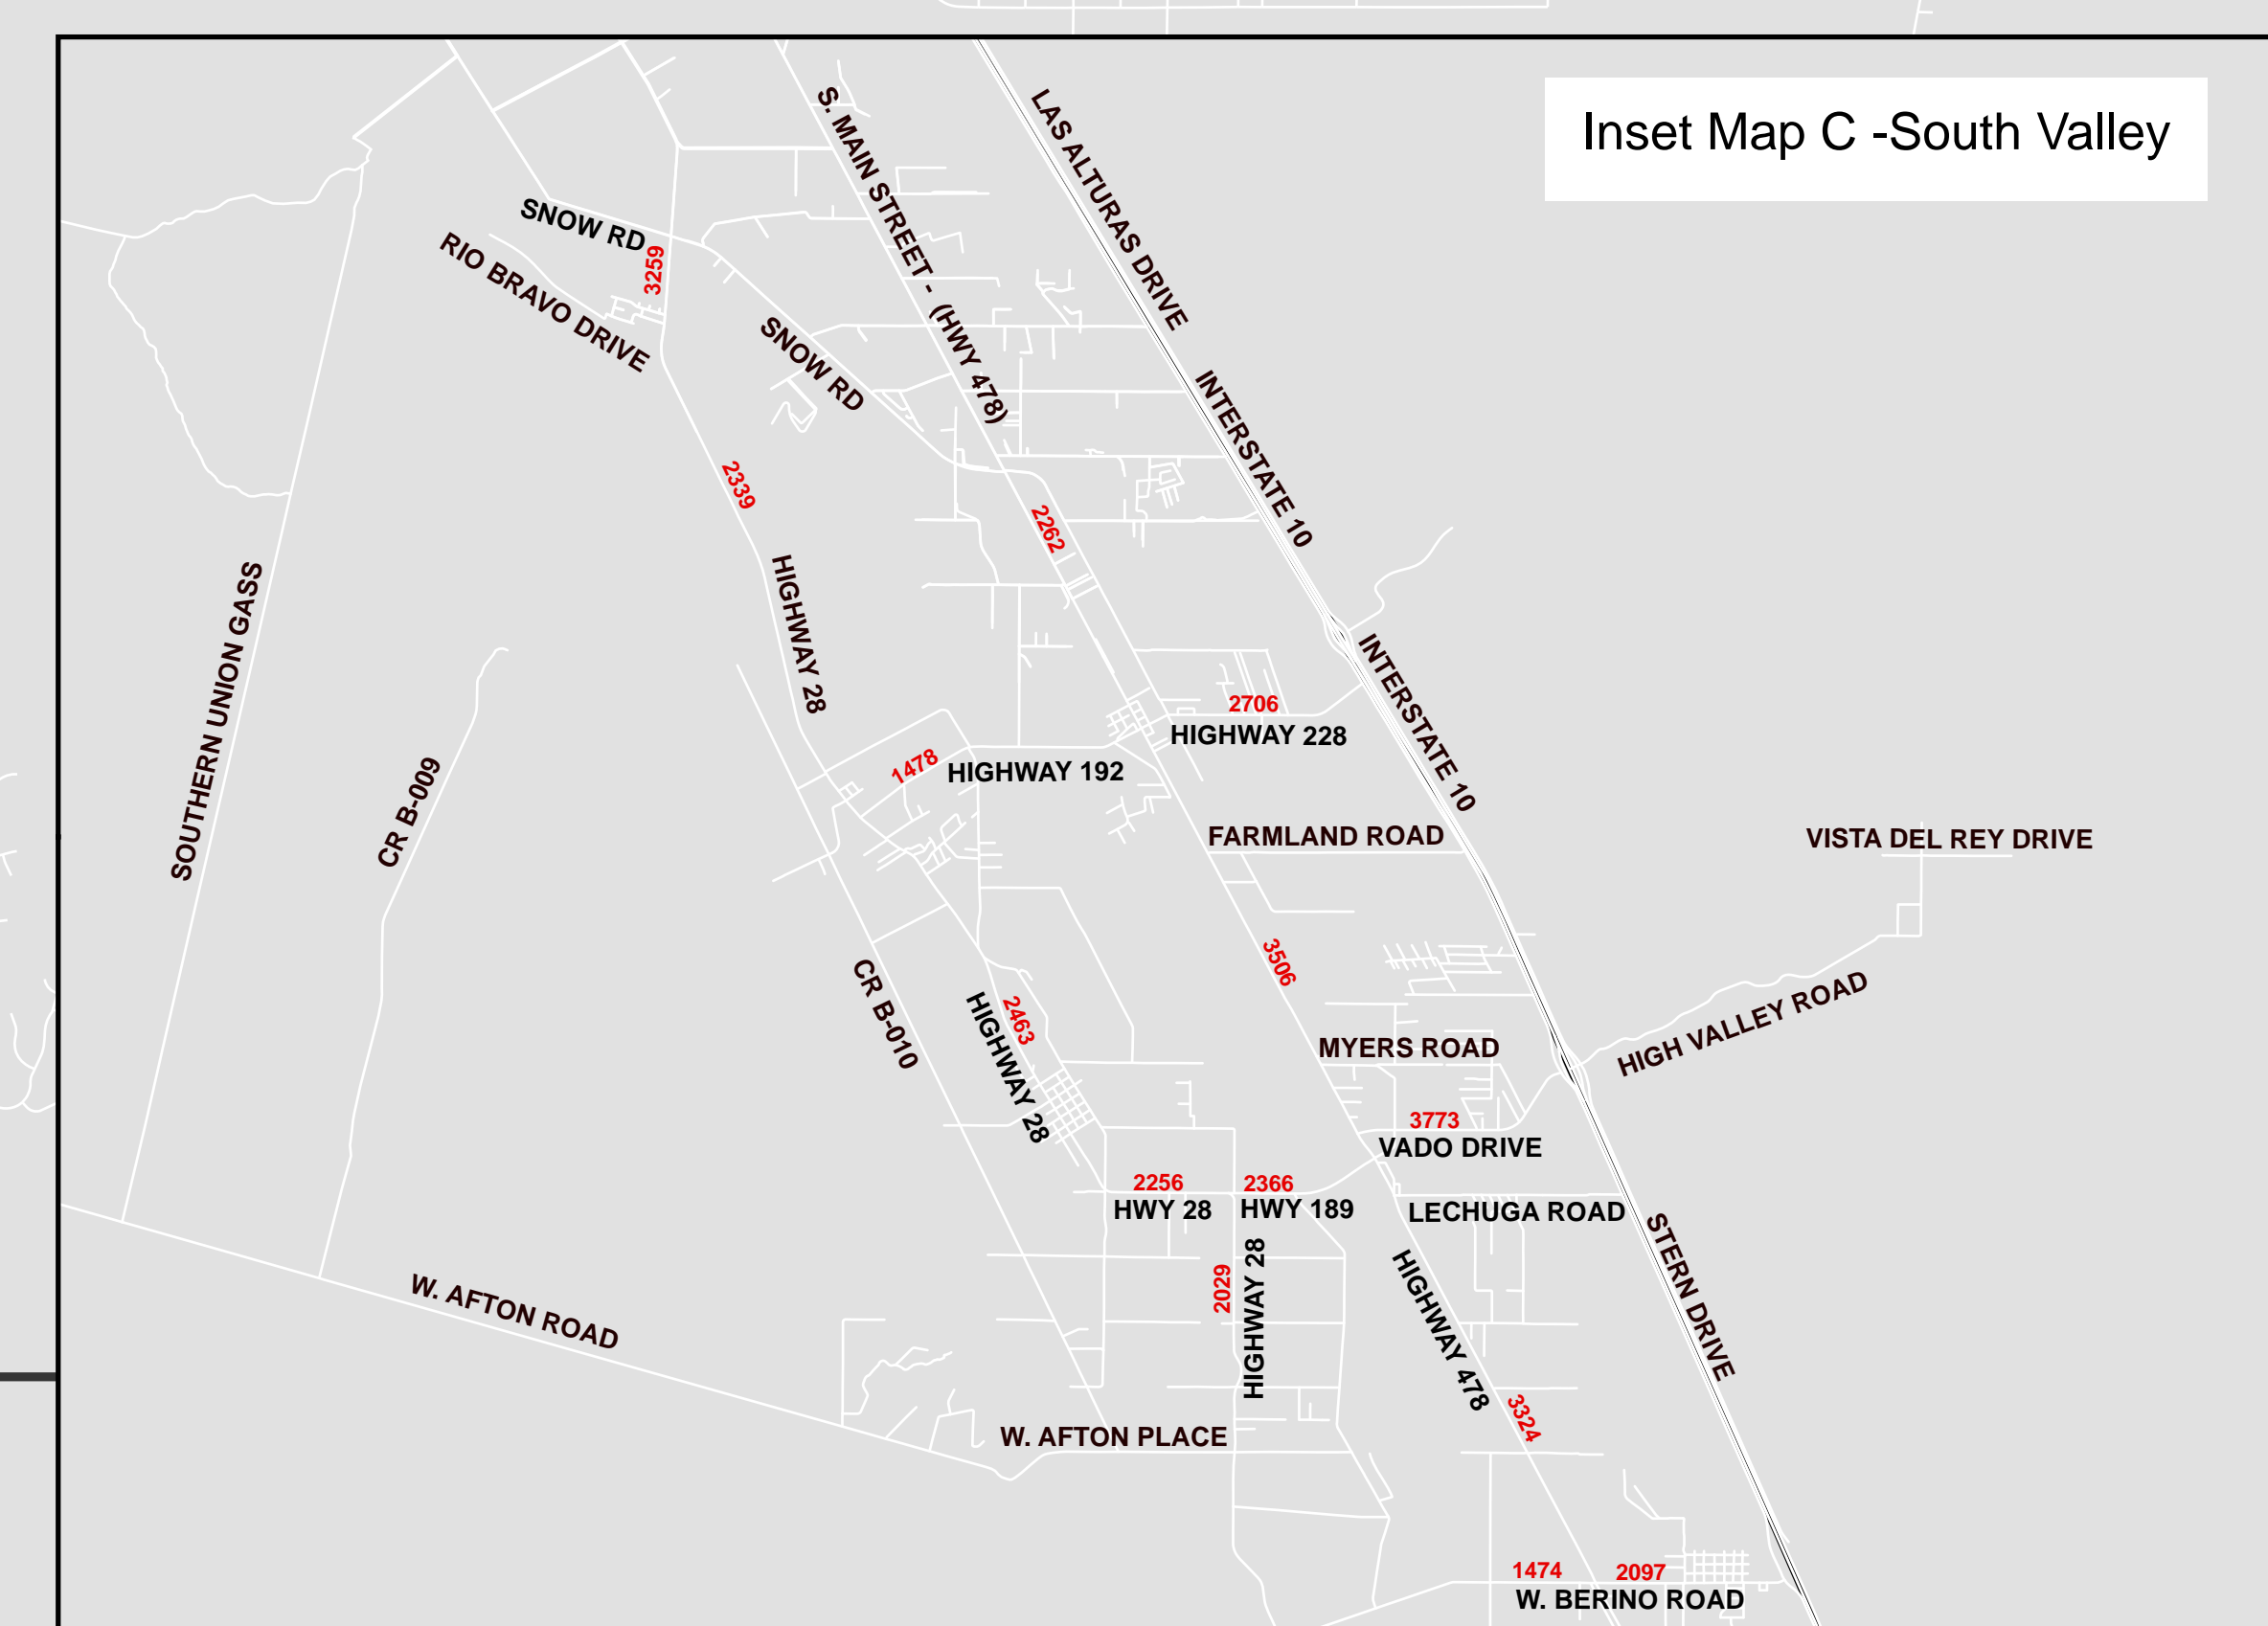 Inset Map C -South Valley
S. MAIN STREET - (HWY 478)
LAS ALTURAS DRIVE
SNOW RD
3259
RIO BRAVO DRIVE
SNOW RD
INTERSTATE 10
2339
2262
HIGHWAY 28
SOUTHERN UNION GASS
INTERSTATE 10
2706
HIGHWAY 228
1478
HIGHWAY 192
CR B-009
FARMLAND ROAD
VISTA DEL REY DRIVE
3506
CR B-010
2463
HIGHWAY 28
HIGH VALLEY ROAD
MYERS ROAD
3773
VADO DRIVE
2256
HWY 28
2366
HWY 189
LECHUGA ROAD
2029
HIGHWAY 28
HIGHWAY 478
STERN DRIVE
W. AFTON ROAD
3324
W. AFTON PLACE
1474
2097
W. BERINO ROAD